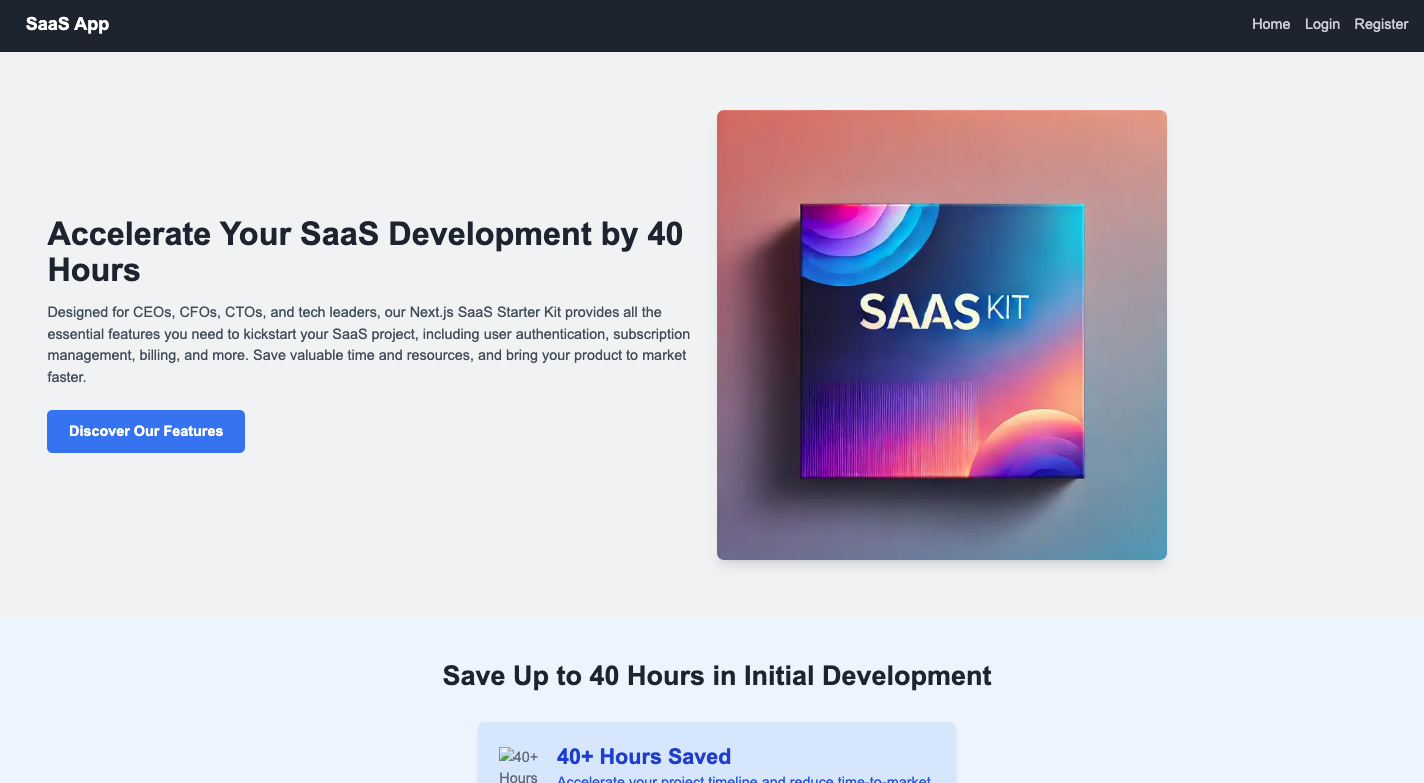 SaaS App
Home Login Register
Accelerate Your SaaS Development by 40
Hours
Designed for CEOs, CFOs, CTOs, and tech leaders, our Next.js SaaS Starter Kit provides all the
essential features you need to kickstart your SaaS project, including user authentication, subscription
management, billing, and more. Save valuable time and resources, and bring your product to market
faster.
Discover Our Features
SAAS KIT
Save Up to 40 Hours in Initial Development
40+
Hours
40+ Hours Saved
Accelerate your project timeline and reduce time-to-market